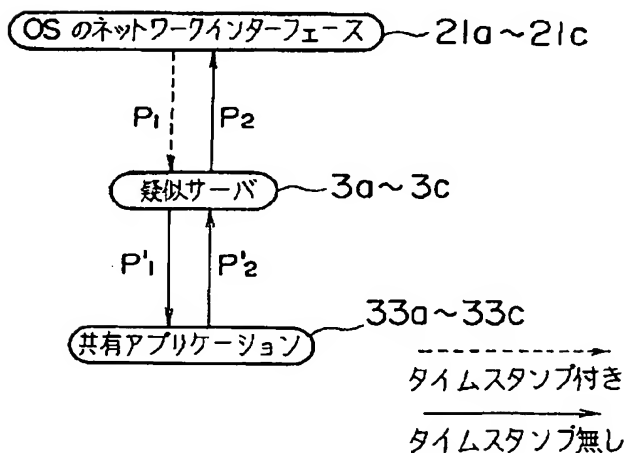 OSのネットワークインターフェース
21a～21c
P1
P2
疑似サーバ
3a～3c
P'1
P'2
共有アプリケーション
33a～33c
タイムスタンプ付き
タイムスタンプ無し